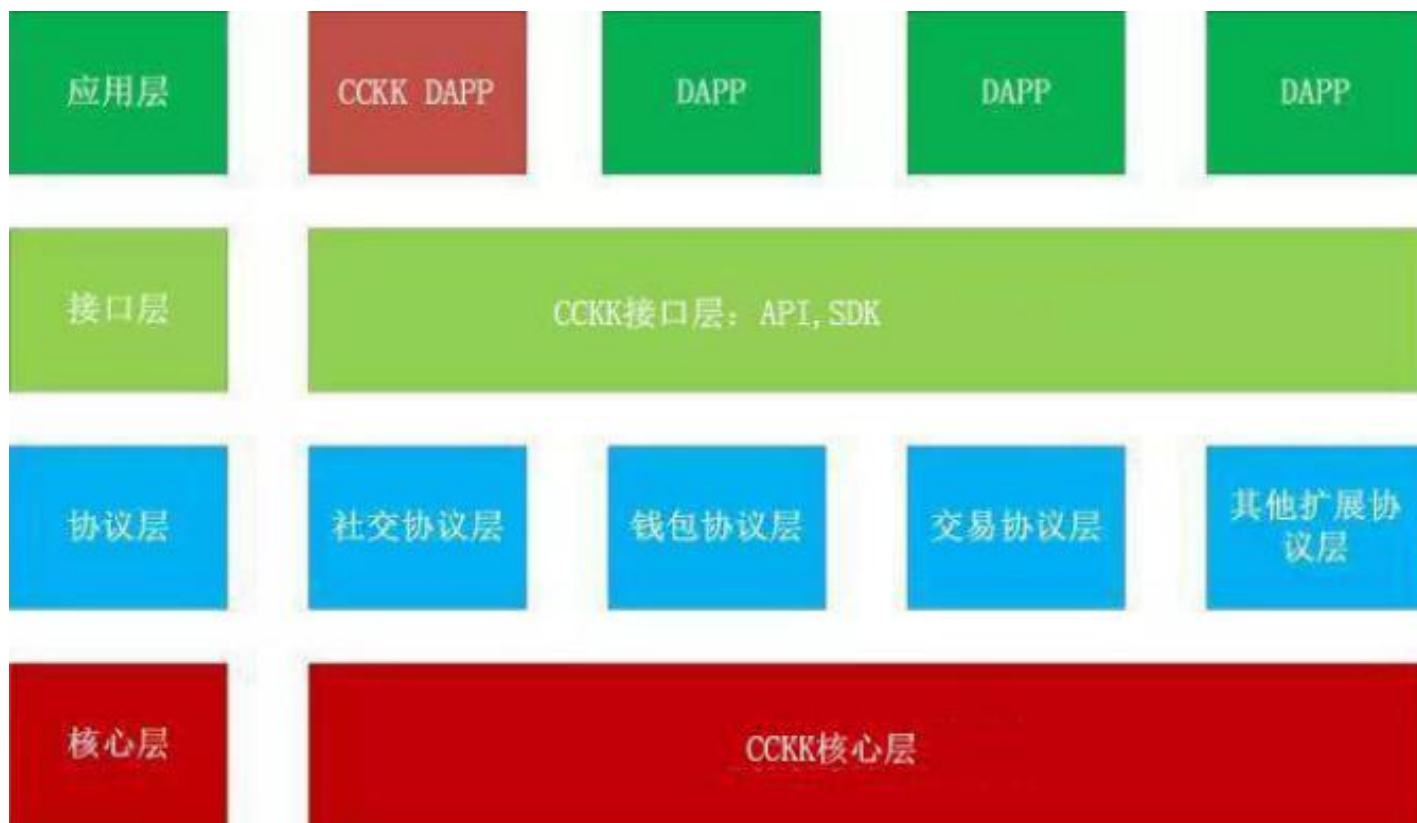 应用层
CCKK DAPP
DAPP
DAPP
DAPP
接口层
CCKK接口层：API,SDK
协议层
社交协议层
钱包协议层
交易协议层
其他扩展协
议层
核心层
CCKK核心层